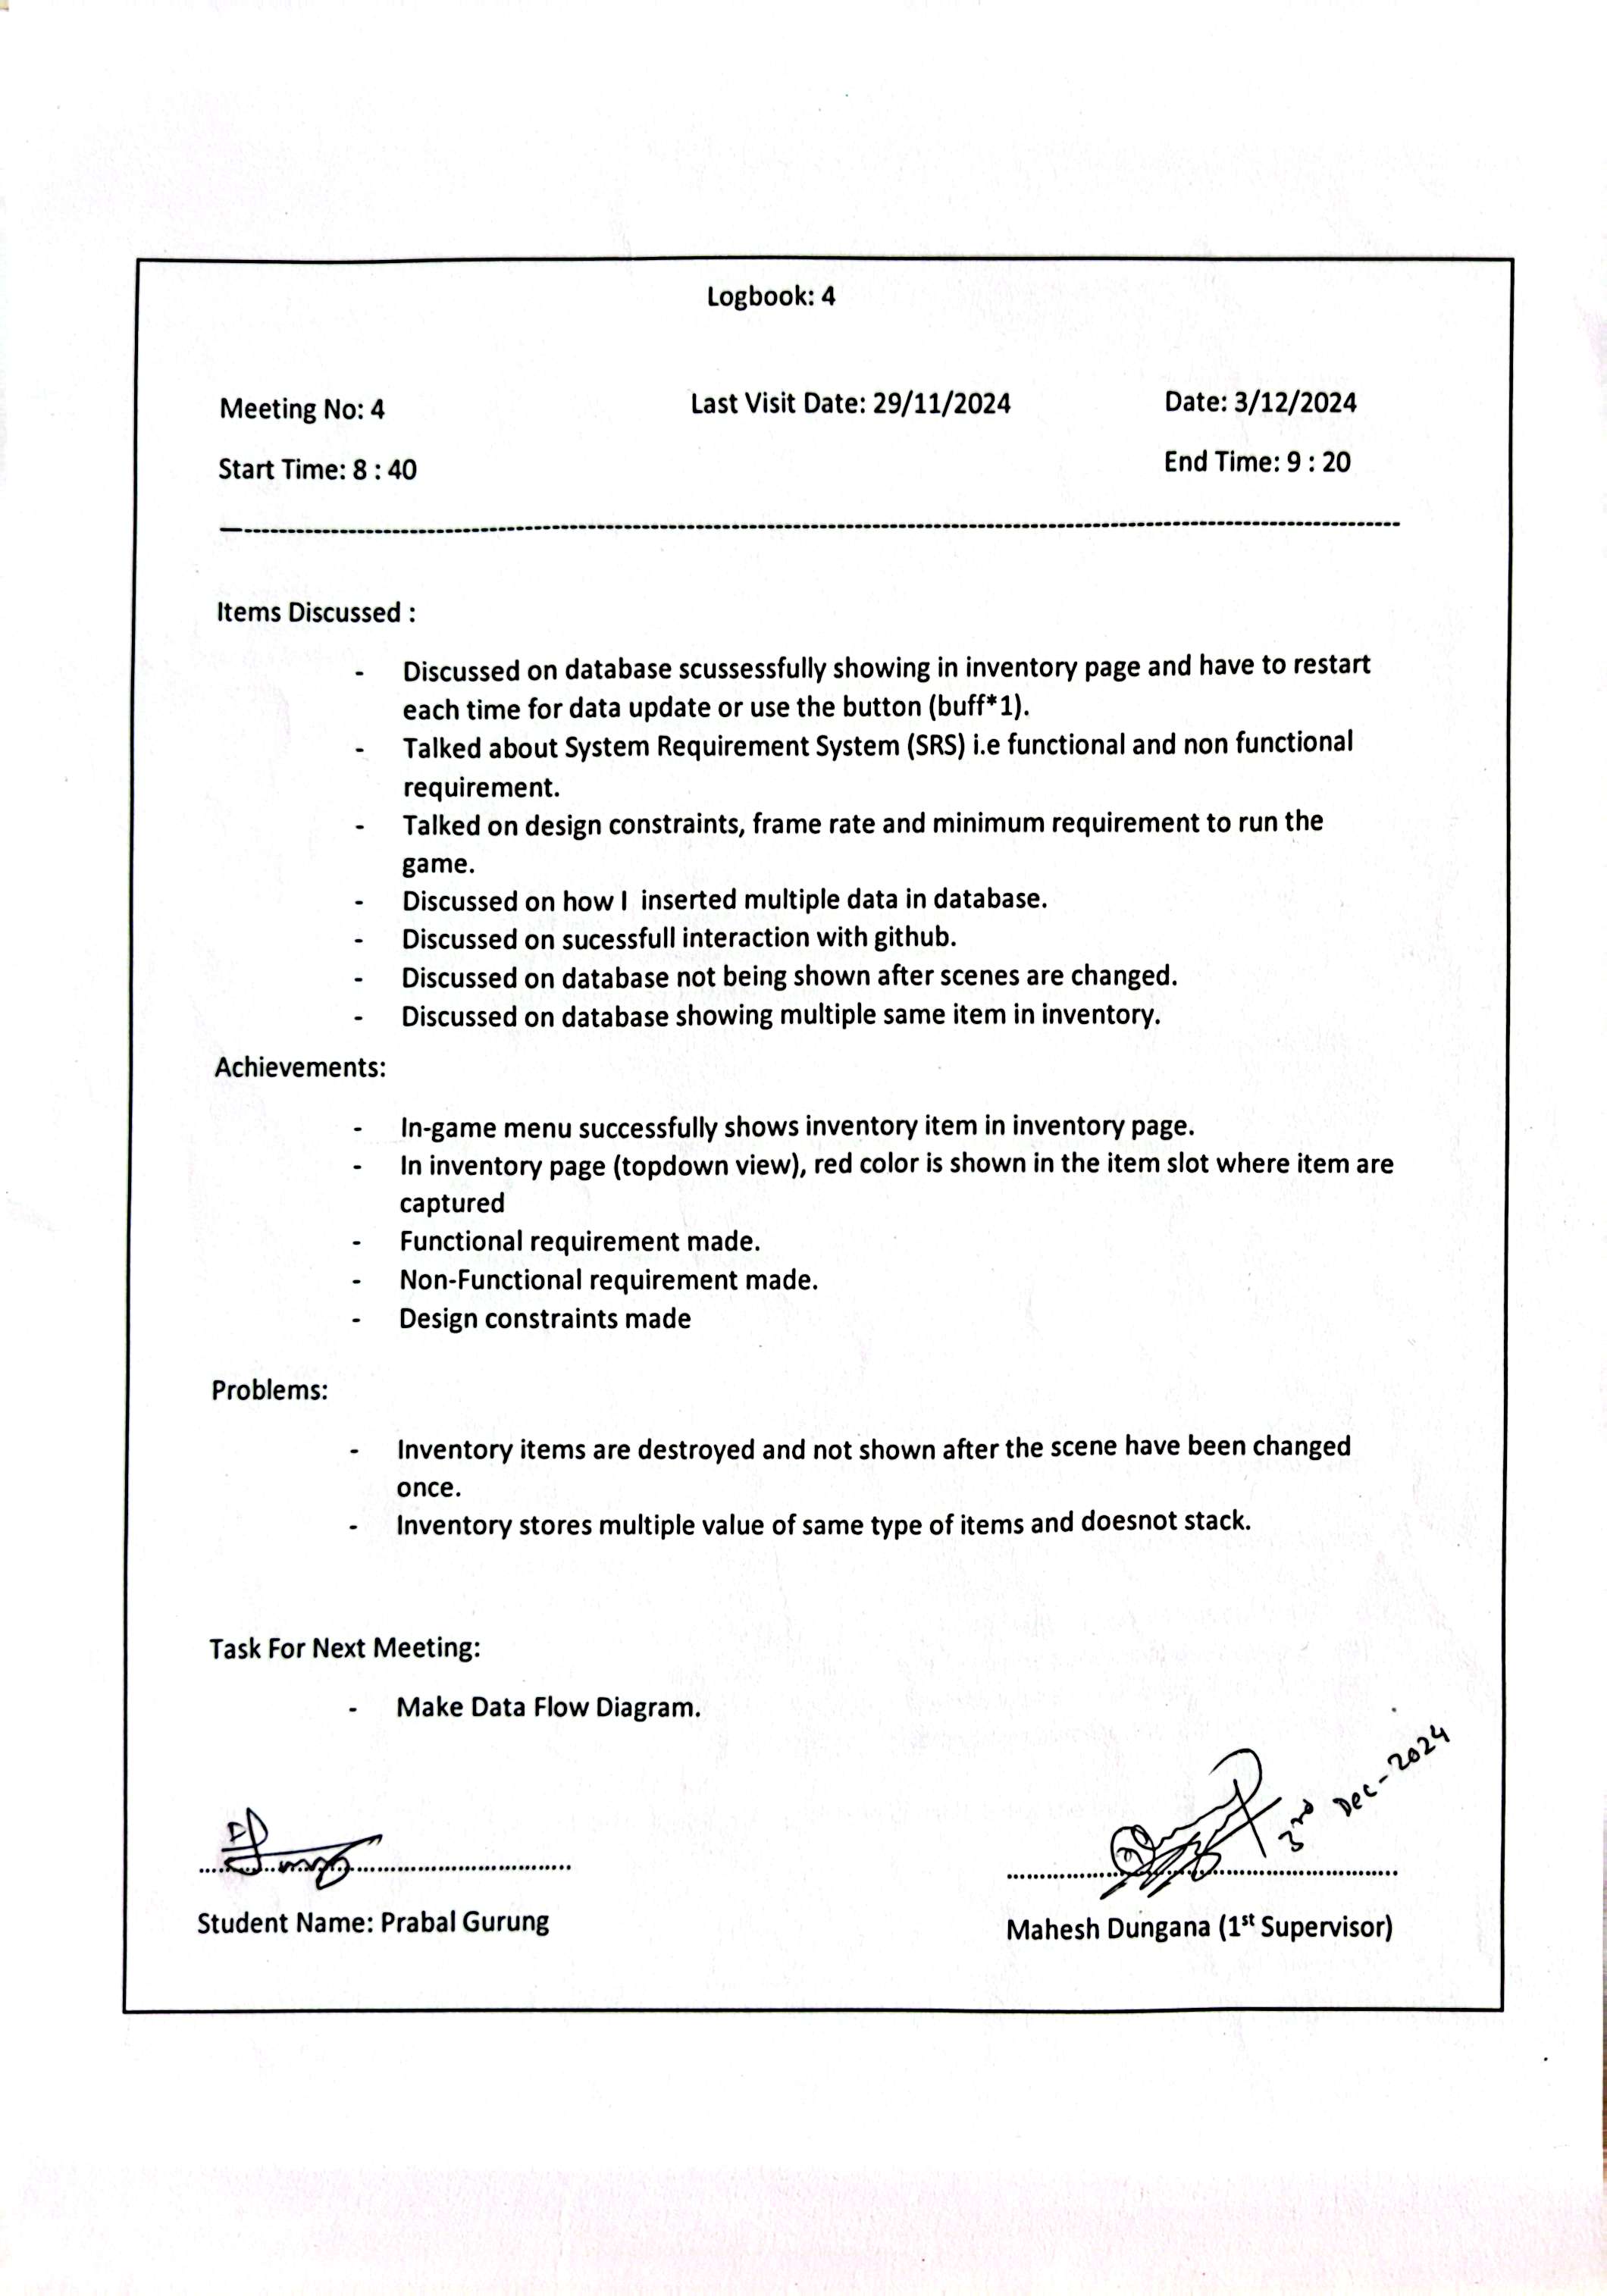 Logbook: 4
Meeting No: 4 Last Visit Date: 29/11/2024 Date: 3/12/2024
Start Time: 8 : 40 End Time: 9 : 20
Items Discussed :
- Discussed on database scussessfully showing in inventory page and have to restart
each time for data update or use the button (buff*1).
- Talked about System Requirement System (SRS) i.e functional and non functional
requirement.
- Talked on design constraints, frame rate and minimum requirement to run the
game.
- Discussed on how I inserted multiple data in database.
- Discussed on sucessfull interaction with github.
- Discussed on database not being shown after scenes are changed.
- Discussed on database showing multiple same item in inventory.
Achievements:
- In-game menu successfully shows inventory item in inventory page.
- In inventory page (topdown view), red color is shown in the item slot where item are
captured
- Functional requirement made.
- Non-Functional requirement made.
- Design constraints made
Problems:
- Inventory items are destroyed and not shown after the scene have been changed
once.
- Inventory stores multiple value of same type of items and doesnot stack.
Task For Next Meeting:
- Make Data Flow Diagram.
3rd Dec-2024
Student Name: Prabal Gurung Mahesh Dungana (1st Supervisor)